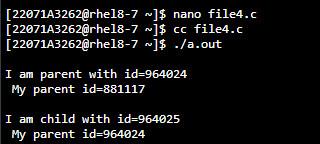 [22071A3262@rhel8-7 ~]$ nano file4.c
[22071A3262@rhel8-7 ~]$ cc file4.c
[22071A3262@rhel8-7 ~]$ ./a.out
I am parent with id=964024
My parent id=881117
I am child with id=964025
My parent id=964024